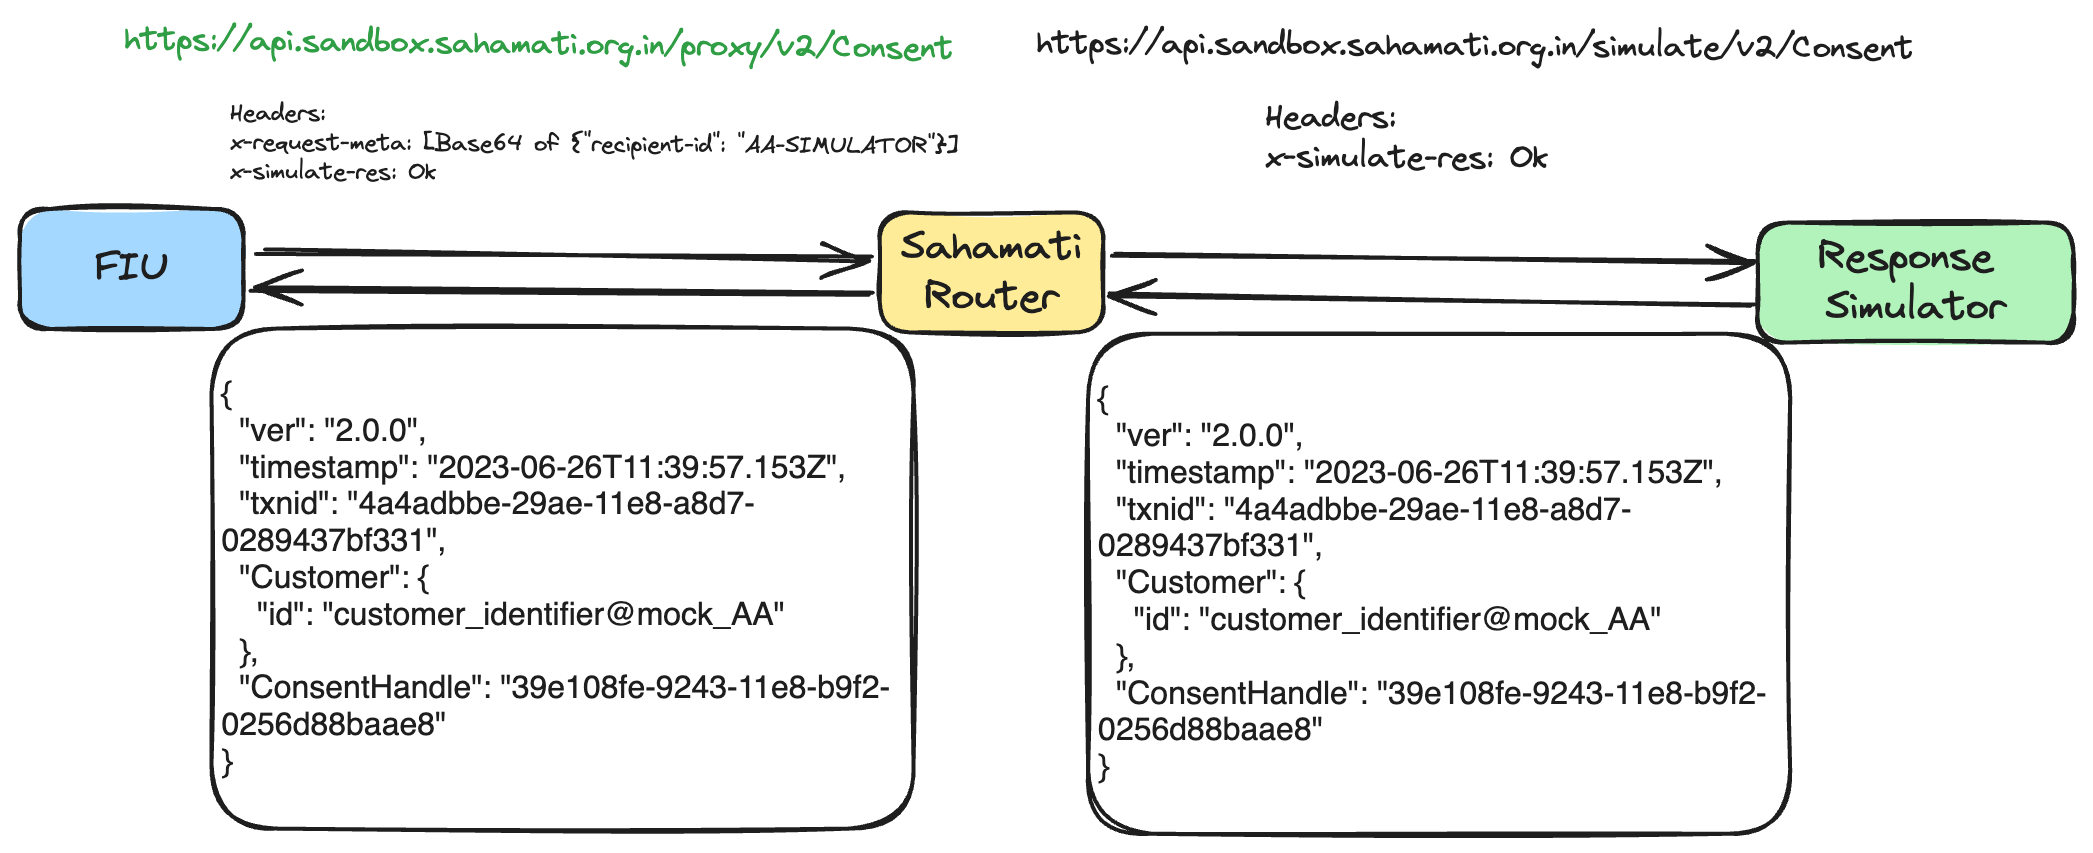 https://api.sandbox.sahamati.org.in/proxy/v2/Consent
https://api.sandbox.sahamati.org.in/simulate/v2/Consent
Headers:
x-request-meta: [Base64 of {"recipient-id": "AA-SIMULATOR"}]
x-simulate-res: Ok
Headers:
x-simulate-res: Ok
FIU
Sahamati
Router
Response
Simulator
{
"ver": "2.0.0",
"timestamp": "2023-06-26T11:39:57.153Z",
"txnid": "4a4adbbe-29ae-11e8-a8d7-
0289437bf331",
"Customer": {
"id": "customer_identifier@mock_AA"
},
"ConsentHandle": "39e108fe-9243-11e8-b9f2-
0256d88baae8"
}
{
"ver": "2.0.0",
"timestamp": "2023-06-26T11:39:57.153Z",
"txnid": "4a4adbbe-29ae-11e8-a8d7-
0289437bf331",
"Customer": {
"id": "customer_identifier@mock_AA"
},
"ConsentHandle": "39e108fe-9243-11e8-b9f2-
0256d88baae8"
}